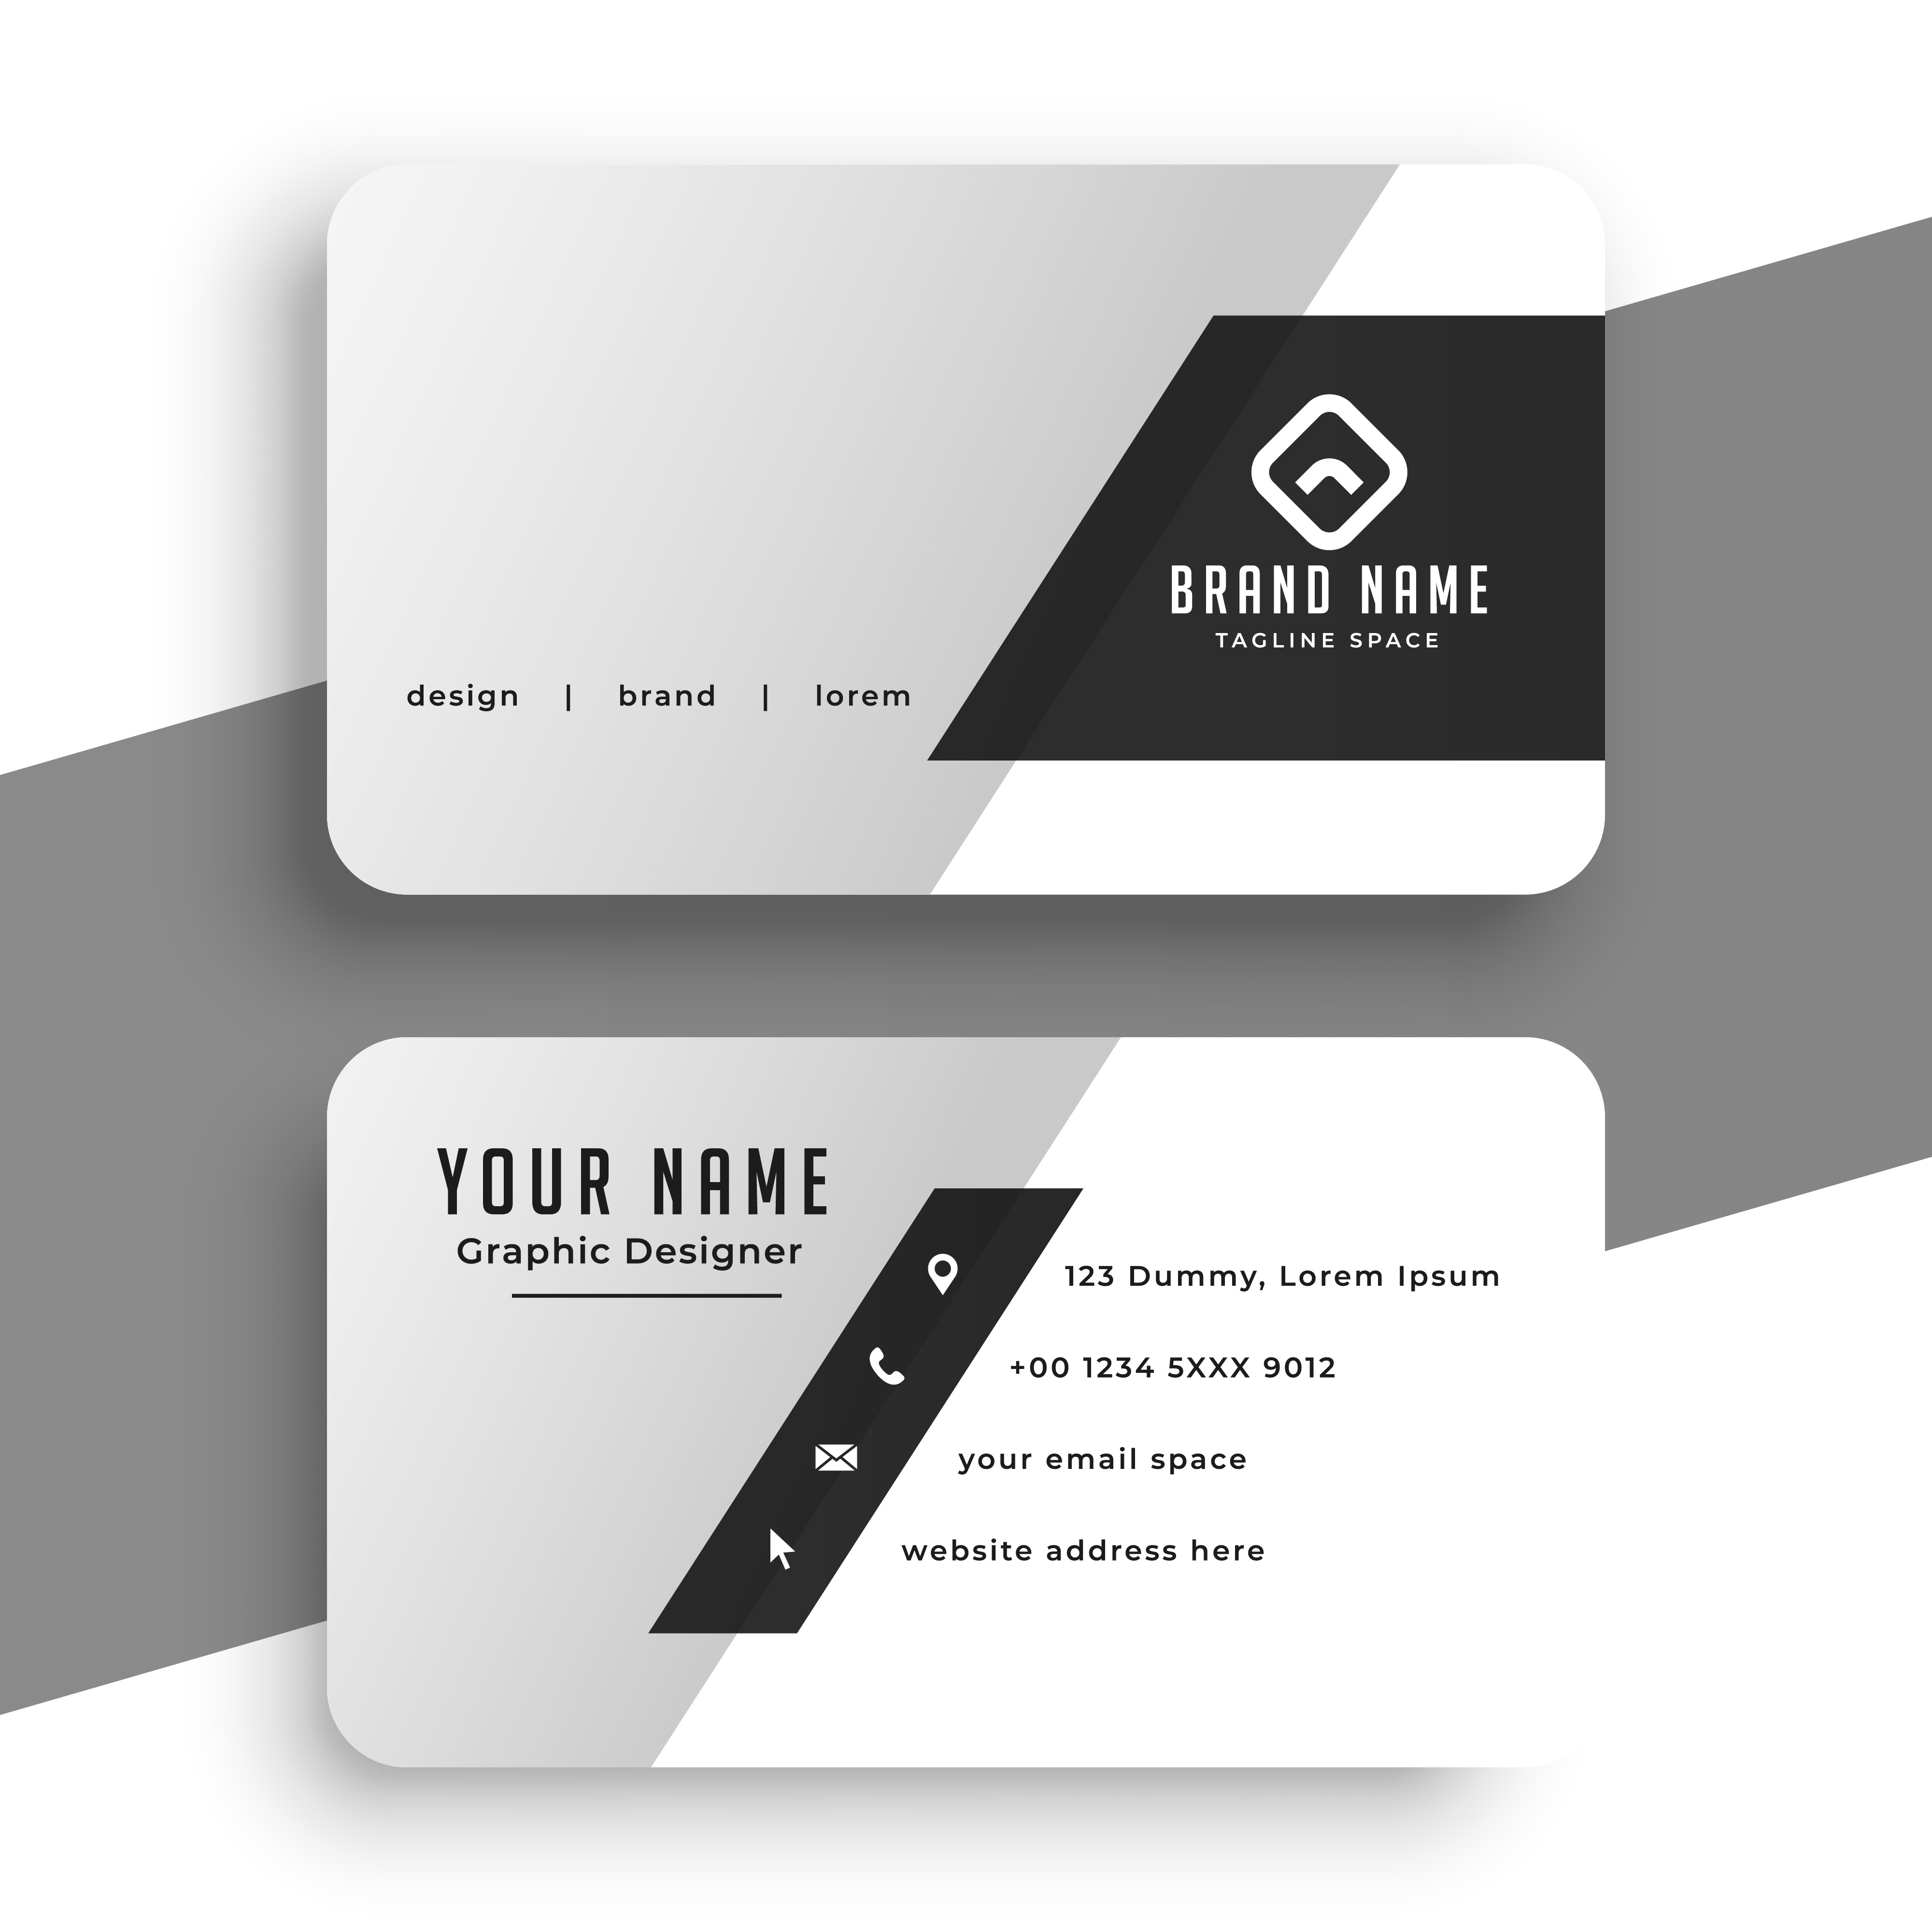 BRAND NAME
TAGLINE SPACE
design | brand | lorem
YOUR NAME
Graphic Designer
123 Dummy, Lorem Ipsum
+00 1234 5XXX 9012
your email space
website address here